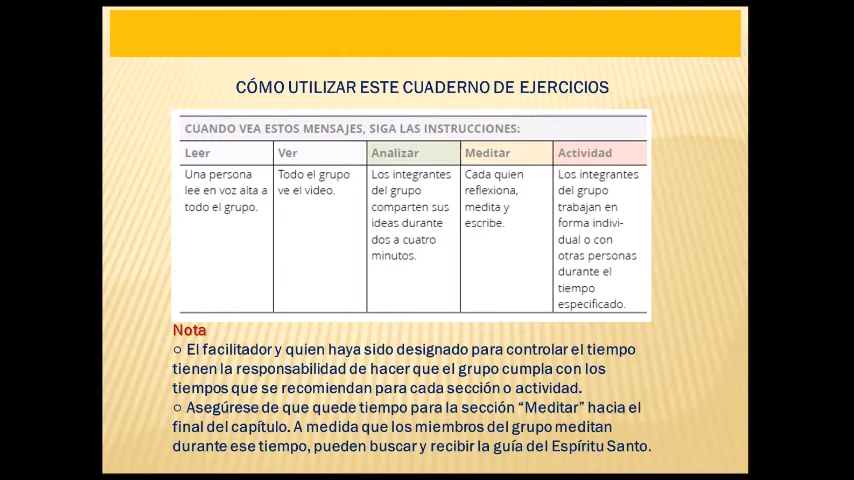 CÓMO UTILIZAR ESTE CUADERNO DE EJERCICIOS
CUANDO VEA ESTOS MENSAJES, SIGA LAS INSTRUCCIONES:
Leer
Una persona
lee en voz alta a
todo el grupo.
Ver
Todo el grupo
ve el video.
Analizar
Los integrantes
del grupo
comparten sus
ideas durante
dos a cuatro
minutos.
Meditar
Cada quien
reflexiona,
medita y
escribe.
Actividad
Los integrantes
del grupo
trabajan en
forma indivi-
dual o con
otras personas
durante el
tiempo
especificado.
Nota
○ El facilitador y quien haya sido designado para controlar el tiempo
tienen la responsabilidad de hacer que el grupo cumpla con los
tiempos que se recomiendan para cada sección o actividad.
○ Asegúrese de que quede tiempo para la sección “Meditar” hacia el
final del capítulo. A medida que los miembros del grupo meditan
durante ese tiempo, pueden buscar y recibir la guía del Espíritu Santo.